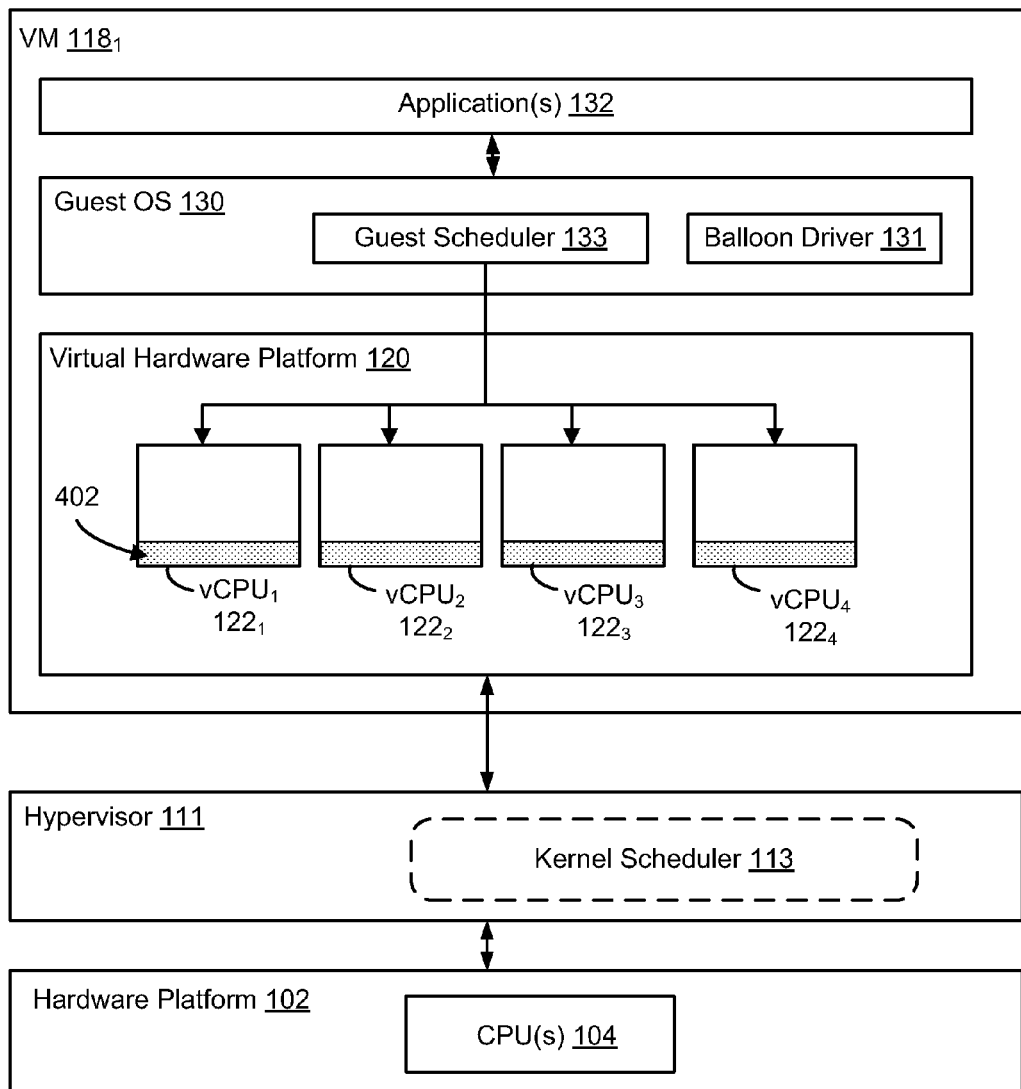 VM 118₁
Application(s) 132
Guest OS 130
Guest Scheduler 133
Balloon Driver 131
Virtual Hardware Platform 120
402
vCPU₁
122₁
vCPU₂
122₂
vCPU₃
122₃
vCPU₄
122₄
Hypervisor 111
Kernel Scheduler 113
Hardware Platform 102
CPU(s) 104